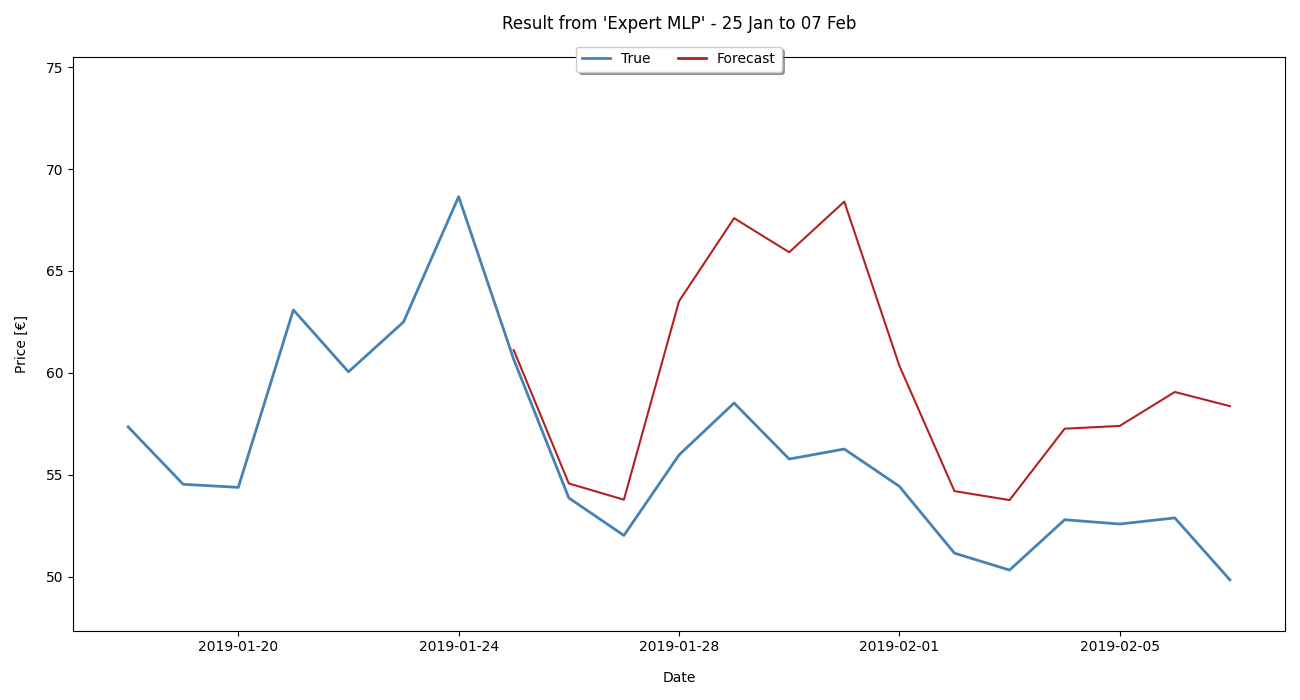 Result from 'Expert MLP' - 25 Jan to 07 Feb
True
Forecast
75
70
65
60
55
50
Price [€]
2019-01-20
2019-01-24
2019-01-28
2019-02-01
2019-02-05
Date